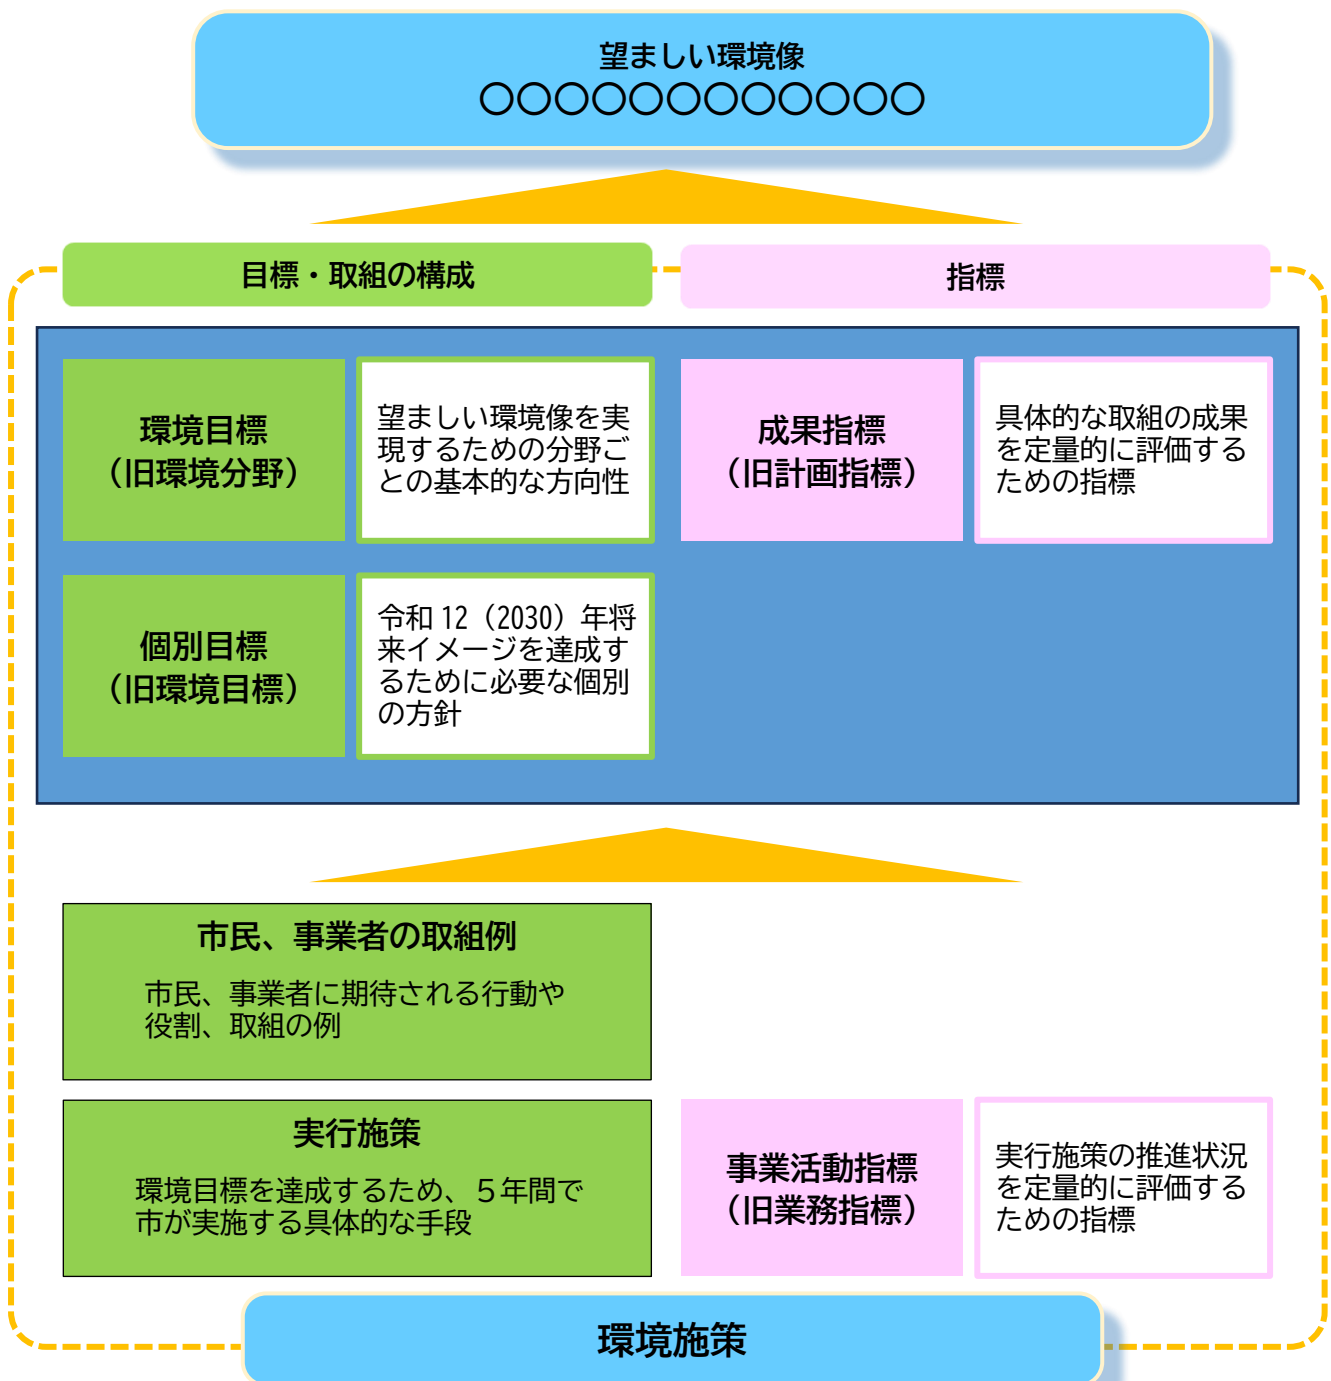 望ましい環境像
○○○○○○○○○○○○
目標・取組の構成
指標
環境目標
（旧環境分野）
望ましい環境像を実
現するための分野ご
との基本的な方向性
成果指標
（旧計画指標）
具体的な取組の成果
を定量的に評価する
ための指標
個別目標
（旧環境目標）
令和 12（2030）年将
来イメージを達成す
るために必要な個別
の方針
市民、事業者の取組例
市民、事業者に期待される行動や
役割、取組の例
実行施策
環境目標を達成するため、５年間で
市が実施する具体的な手段
事業活動指標
（旧業務指標）
実行施策の推進状況
を定量的に評価する
ための指標
環境施策